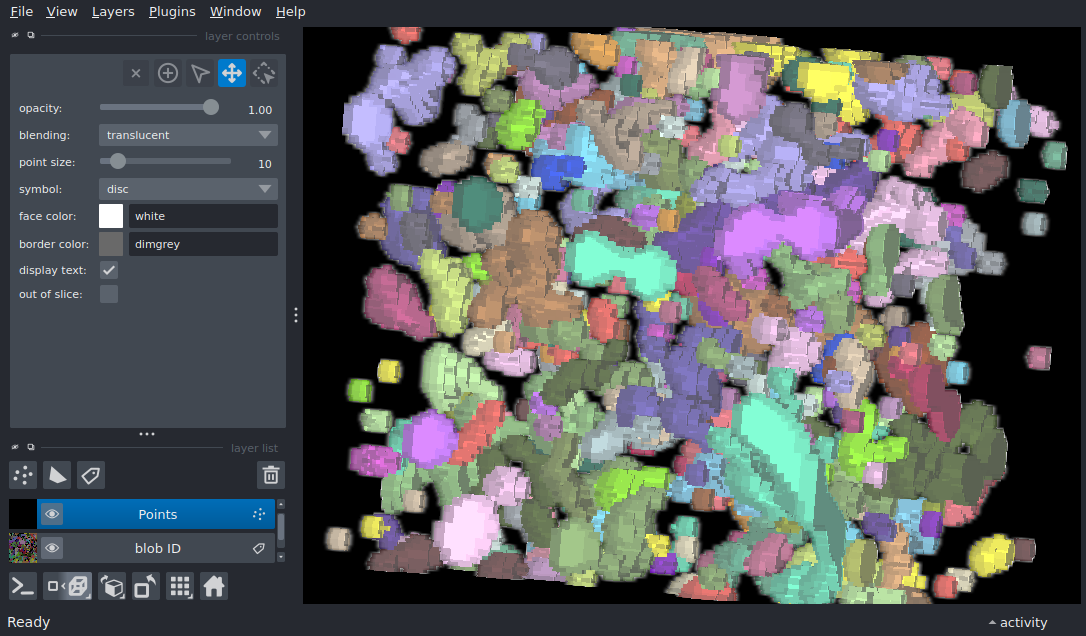 File View Layers Plugins Window Help
layer controls
opacity: 1.00
blending: translucent
point size: 10
symbol: disc
face color: white
border color: dimgrey
display text:
out of slice:
layer list
Points
blob ID
Ready
activity